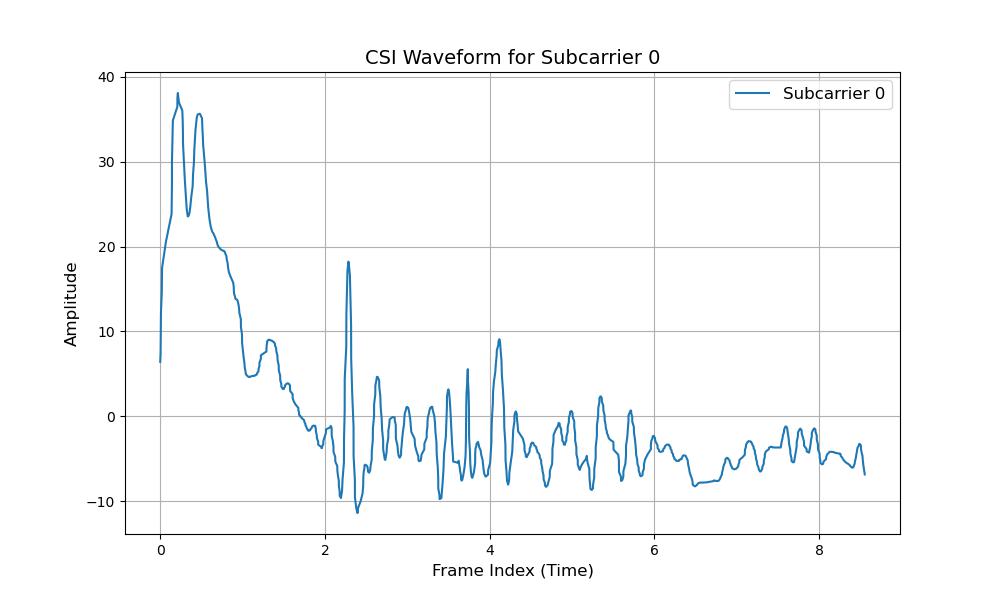 CSI Waveform for Subcarrier 0
Subcarrier 0
Amplitude
40
30
20
10
0
−10
0 2 4 6 8
Frame Index (Time)